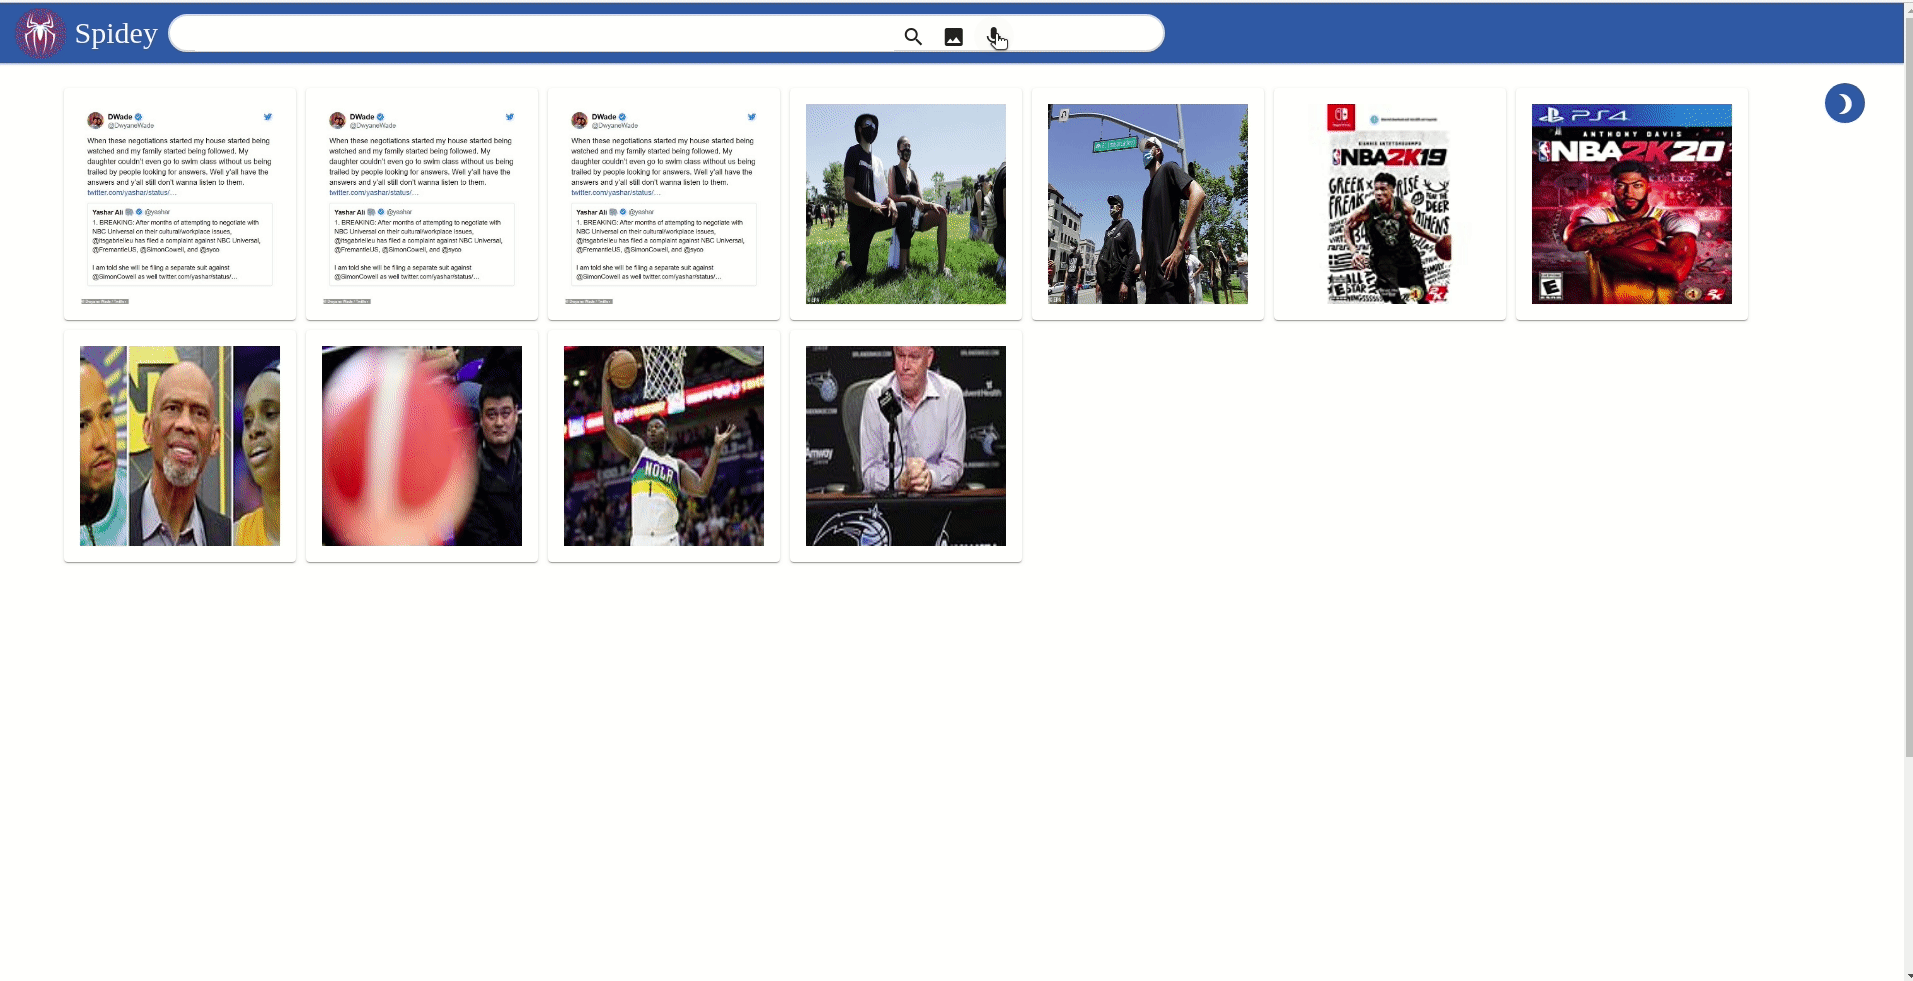 Spidey
DWade
@DwyaneWade
When these negotiations started my house started being
watched and my family started being followed. My
daughter couldn't even go to swim class without us being
trailed by people looking for answers. Well y'all have the
answers and y'all still don't wanna listen to them.
twitter.com/yashar/status/...
Yashar Ali @yashar
1. BREAKING: After months of attempting to negotiate with
NBC Universal on their cultural/workplace issues,
@itsgabrielleu has filed a complaint against NBC Universal,
@FremantleUS, @SimonCowell, and @syco
I am told she will be filing a separate suit against
@SimonCowell as well twitter.com/yashar/status/...
DWade
@DwyaneWade
When these negotiations started my house started being
watched and my family started being followed. My
daughter couldn't even go to swim class without us being
trailed by people looking for answers. Well y'all have the
answers and y'all still don't wanna listen to them.
twitter.com/yashar/status/...
Yashar Ali @yashar
1. BREAKING: After months of attempting to negotiate with
NBC Universal on their cultural/workplace issues,
@itsgabrielleu has filed a complaint against NBC Universal,
@FremantleUS, @SimonCowell, and @syco
I am told she will be filing a separate suit against
@SimonCowell as well twitter.com/yashar/status/...
DWade
@DwyaneWade
When these negotiations started my house started being
watched and my family started being followed. My
daughter couldn't even go to swim class without us being
trailed by people looking for answers. Well y'all have the
answers and y'all still don't wanna listen to them.
twitter.com/yashar/status/...
Yashar Ali @yashar
1. BREAKING: After months of attempting to negotiate with
NBC Universal on their cultural/workplace issues,
@itsgabrielleu has filed a complaint against NBC Universal,
@FremantleUS, @SimonCowell, and @syco
I am told she will be filing a separate suit against
@SimonCowell as well twitter.com/yashar/status/...
© EPA
GIANNIS ANTETOKOUNMPO
NBA2K19
GREEK RISE
FREAK DEER
ATHENS
FAMILY
ALL
STAR
2K
PS4
ANTHONY DAVIS
NBA2K20
E
2K
NOLA
1
AdventHealth
Amway